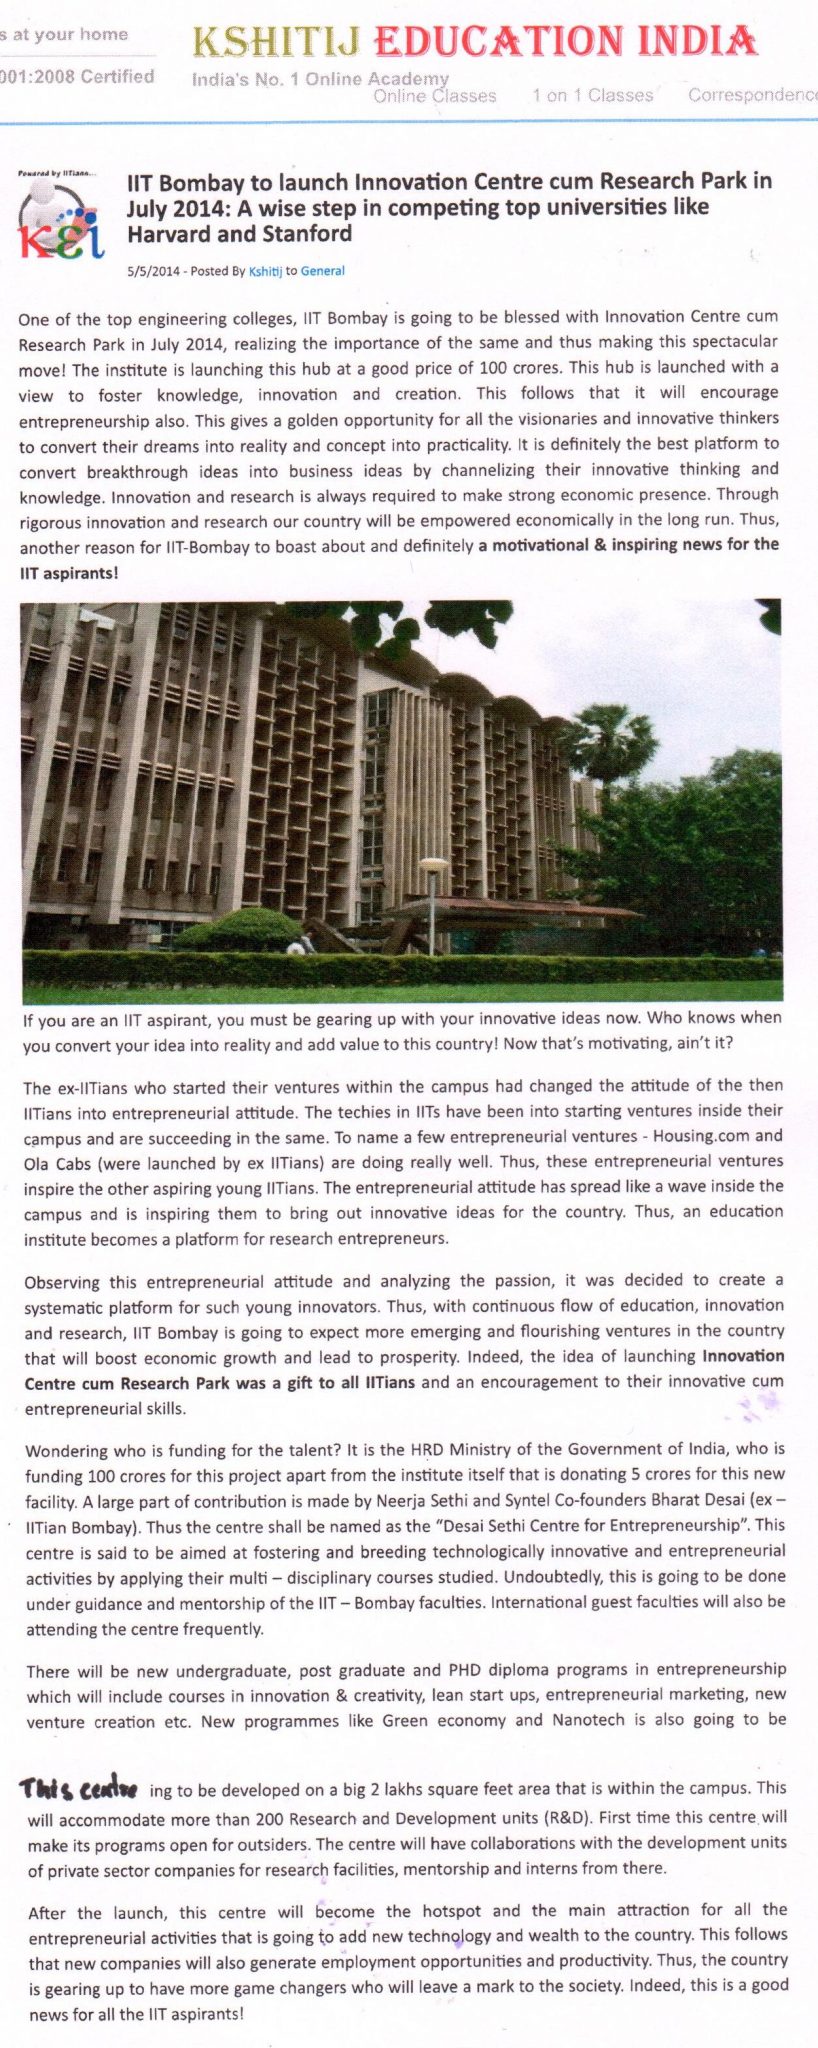 s at your home
001:2008 Certified
KSHITIJ EDUCATION INDIA
India's No. 1 Online Academy
Online Classes 1 on 1 Classes Correspondence
Powered by IITians...
KEI
IIT Bombay to launch Innovation Centre cum Research Park in
July 2014: A wise step in competing top universities like
Harvard and Stanford
5/5/2014 - Posted By Kshitij to General
One of the top engineering colleges, IIT Bombay is going to be blessed with Innovation Centre cum
Research Park in July 2014, realizing the importance of the same and thus making this spectacular
move! The institute is launching this hub at a good price of 100 crores. This hub is launched with a
view to foster knowledge, innovation and creation. This follows that it will encourage
entrepreneurship also. This gives a golden opportunity for all the visionaries and innovative thinkers
to convert their dreams into reality and concept into practicality. It is definitely the best platform to
convert breakthrough ideas into business ideas by channelizing their innovative thinking and
knowledge. Innovation and research is always required to make strong economic presence. Through
rigorous innovation and research our country will be empowered economically in the long run. Thus,
another reason for IIT-Bombay to boast about and definitely a motivational & inspiring news for the
IIT aspirants!
If you are an IIT aspirant, you must be gearing up with your innovative ideas now. Who knows when
you convert your idea into reality and add value to this country! Now that's motivating, ain't it?
The ex-IITians who started their ventures within the campus had changed the attitude of the then
IITians into entrepreneurial attitude. The techies in IITs have been into starting ventures inside their
campus and are succeeding in the same. To name a few entrepreneurial ventures - Housing.com and
Ola Cabs (were launched by ex IITians) are doing really well. Thus, these entrepreneurial ventures
inspire the other aspiring young IITians. The entrepreneurial attitude has spread like a wave inside the
campus and is inspiring them to bring out innovative ideas for the country. Thus, an education
institute becomes a platform for research entrepreneurs.
Observing this entrepreneurial attitude and analyzing the passion, it was decided to create a
systematic platform for such young innovators. Thus, with continuous flow of education, innovation
and research, IIT Bombay is going to expect more emerging and flourishing ventures in the country
that will boost economic growth and lead to prosperity. Indeed, the idea of launching Innovation
Centre cum Research Park was a gift to all IITians and an encouragement to their innovative cum
entrepreneurial skills.
Wondering who is funding for the talent? It is the HRD Ministry of the Government of India, who is
funding 100 crores for this project apart from the institute itself that is donating 5 crores for this new
facility. A large part of contribution is made by Neerja Sethi and Syntel Co-founders Bharat Desai (ex –
IITian Bombay). Thus the centre shall be named as the "Desai Sethi Centre for Entrepreneurship". This
centre is said to be aimed at fostering and breeding technologically innovative and entrepreneurial
activities by applying their multi – disciplinary courses studied. Undoubtedly, this is going to be done
under guidance and mentorship of the IIT – Bombay faculties. International guest faculties will also be
attending the centre frequently.
There will be new undergraduate, post graduate and PHD diploma programs in entrepreneurship
which will include courses in innovation & creativity, lean start ups, entrepreneurial marketing, new
venture creation etc. New programmes like Green economy and Nanotech is also going to be
This centre ing to be developed on a big 2 lakhs square feet area that is within the campus. This
will accommodate more than 200 Research and Development units (R&D). First time this centre will
make its programs open for outsiders. The centre will have collaborations with the development units
of private sector companies for research facilities, mentorship and interns from there.
After the launch, this centre will become the hotspot and the main attraction for all the
entrepreneurial activities that is going to add new technology and wealth to the country. This follows
that new companies will also generate employment opportunities and productivity. Thus, the country
is gearing up to have more game changers who will leave a mark to the society. Indeed, this is a good
news for all the IIT aspirants!